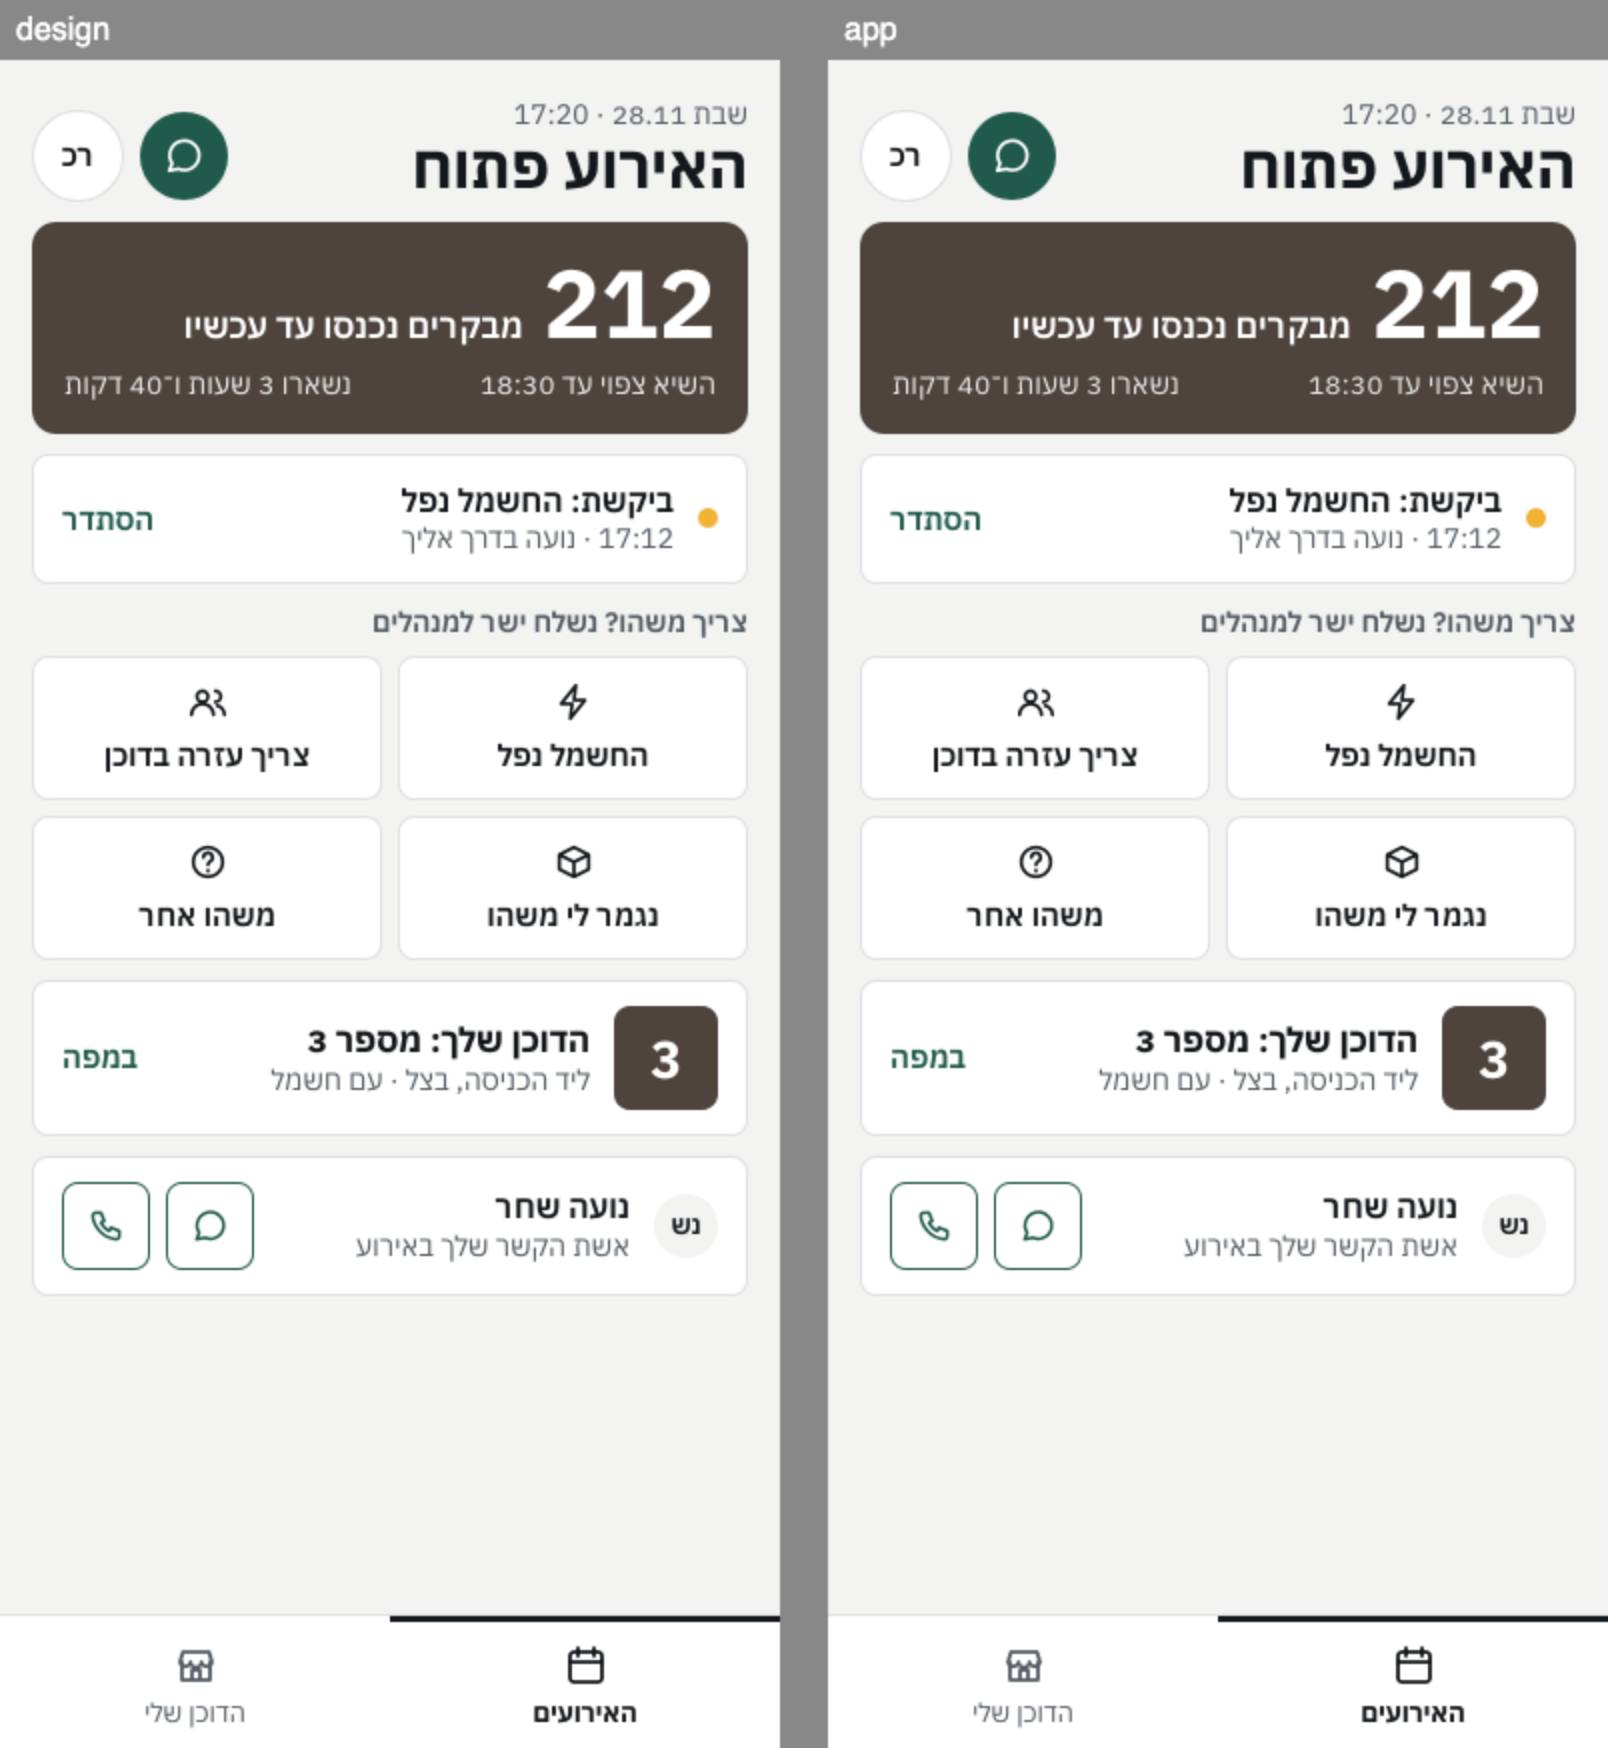 design
שבת 28.11 · 17:20
האירוע פתוח
רכ
212 מבקרים נכנסו עד עכשיו
השיא צפוי עד 18:30
נשארו 3 שעות ו־40 דקות
ביקשת: החשמל נפל
17:12 · נועה בדרך אליך
הסתדר
צריך משהו? נשלח ישר למנהלים
החשמל נפל
צריך עזרה בדוכן
נגמר לי משהו
משהו אחר
3
הדוכן שלך: מספר 3
ליד הכניסה, בצל · עם חשמל
במפה
נש
נועה שחר
אשת הקשר שלך באירוע
האירועים
הדוכן שלי
app
שבת 28.11 · 17:20
האירוע פתוח
רכ
212 מבקרים נכנסו עד עכשיו
השיא צפוי עד 18:30
נשארו 3 שעות ו־40 דקות
ביקשת: החשמל נפל
17:12 · נועה בדרך אליך
הסתדר
צריך משהו? נשלח ישר למנהלים
החשמל נפל
צריך עזרה בדוכן
נגמר לי משהו
משהו אחר
3
הדוכן שלך: מספר 3
ליד הכניסה, בצל · עם חשמל
במפה
נש
נועה שחר
אשת הקשר שלך באירוע
האירועים
הדוכן שלי